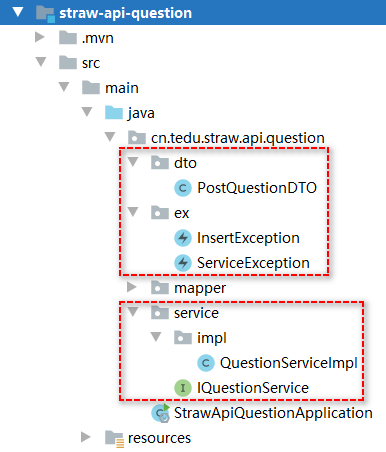 straw-api-question
.mvn
src
main
java
cn.tedu.straw.api.question
dto
PostQuestionDTO
ex
InsertException
ServiceException
mapper
service
impl
QuestionServiceImpl
IQuestionService
StrawApiQuestionApplication
resources